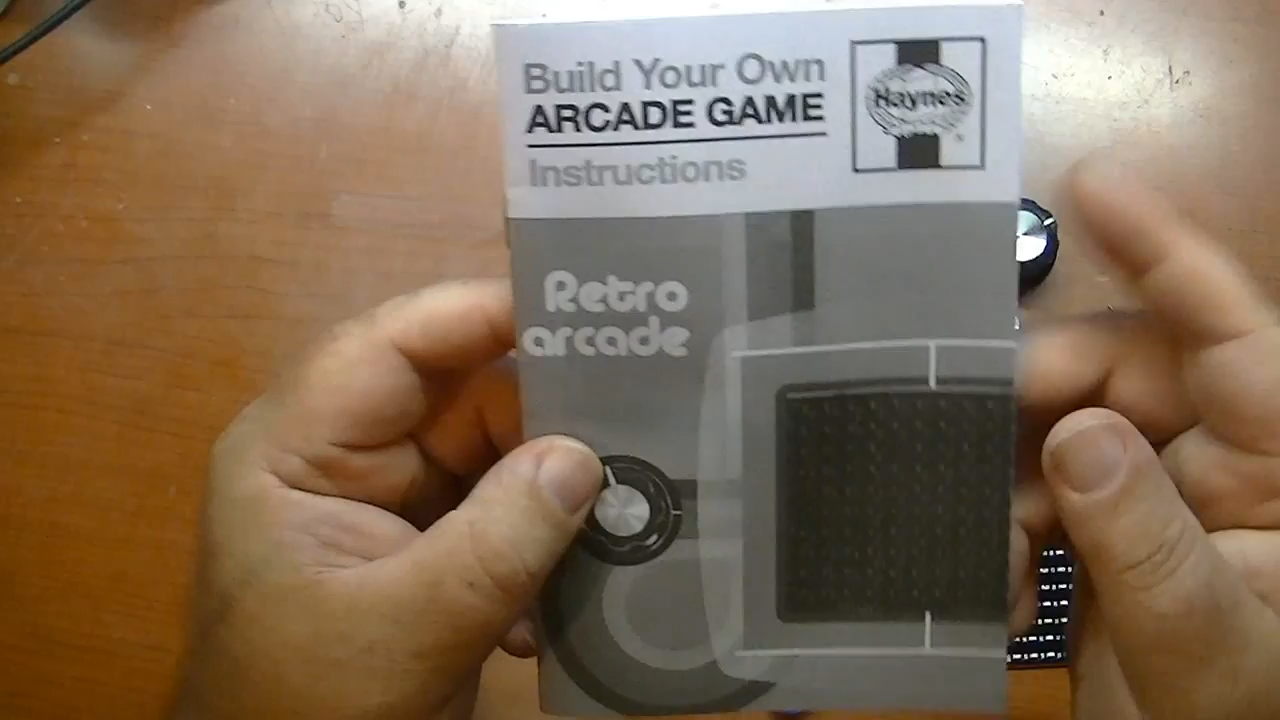 Build Your Own
ARCADE GAME
Instructions
Haynes
Retro
arcade